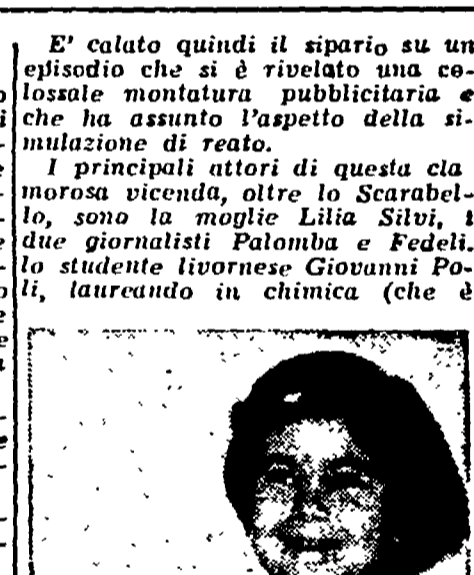 E' calato quindi il sipario su un
episodio che si è rivelato una co-
lossale montatura pubblicitaria e
che ha assunto l'aspetto della si-
mulazione di reato.
I principali attori di questa cla
morosa vicenda, oltre lo Scarabel-
lo, sono la moglie Lilia Silvi, i
due giornalisti Palomba e Fedeli.
lo studente livornese Giovanni Po-
li, laureando in chimica (che è